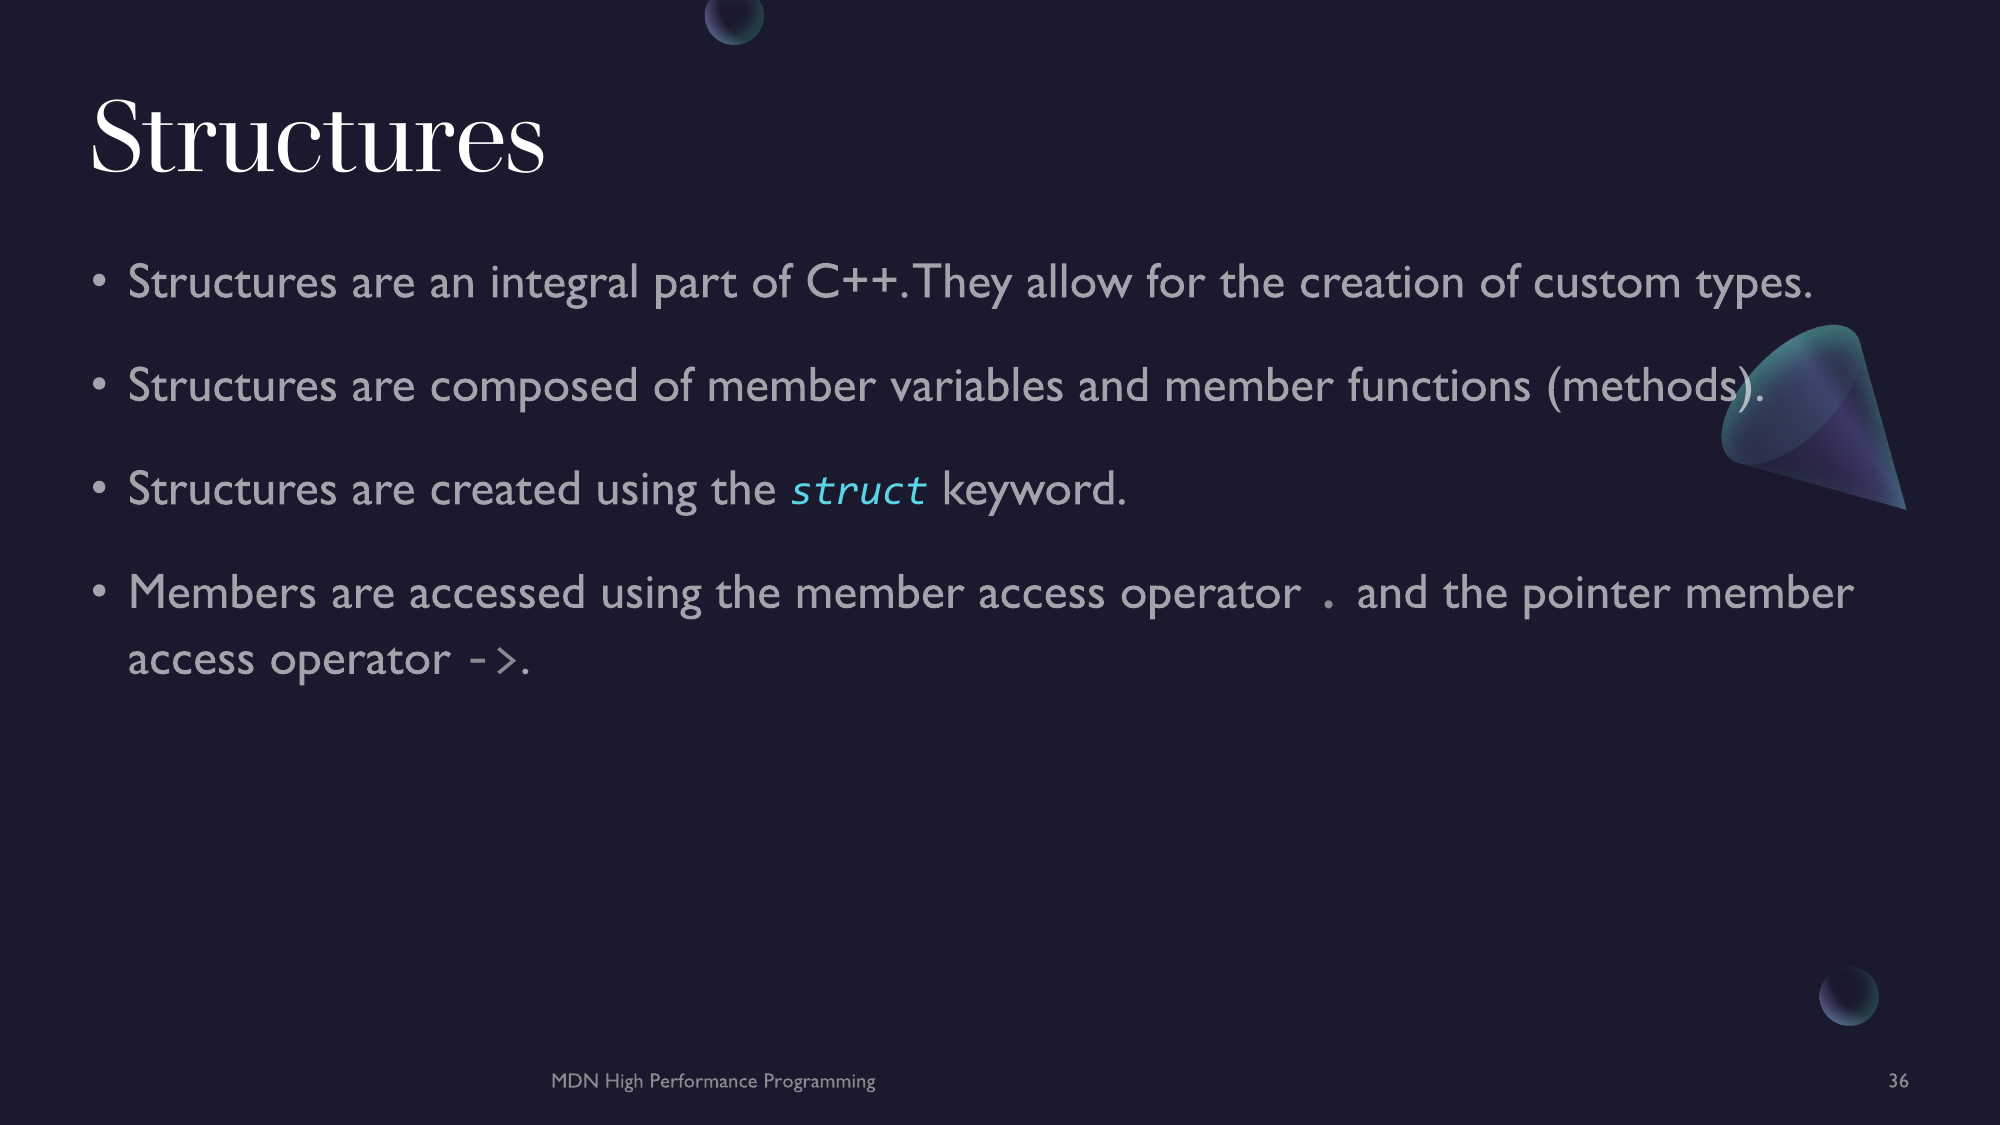 Structures
• Structures are an integral part of C++. They allow for the creation of custom types.
• Structures are composed of member variables and member functions (methods).
• Structures are created using the struct keyword.
• Members are accessed using the member access operator . and the pointer member
access operator ->.
MDN High Performance Programming
36